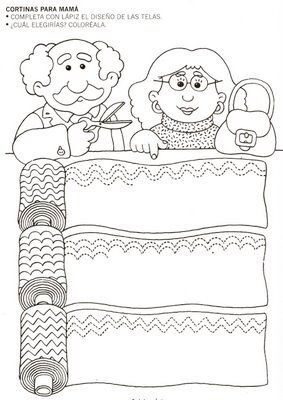 CORTINAS PARA MAMÁ
• COMPLETA CON LÁPIZ EL DISEÑO DE LAS TELAS.
• ¿CUÁL ELEGIRÍAS? COLORÉALA.